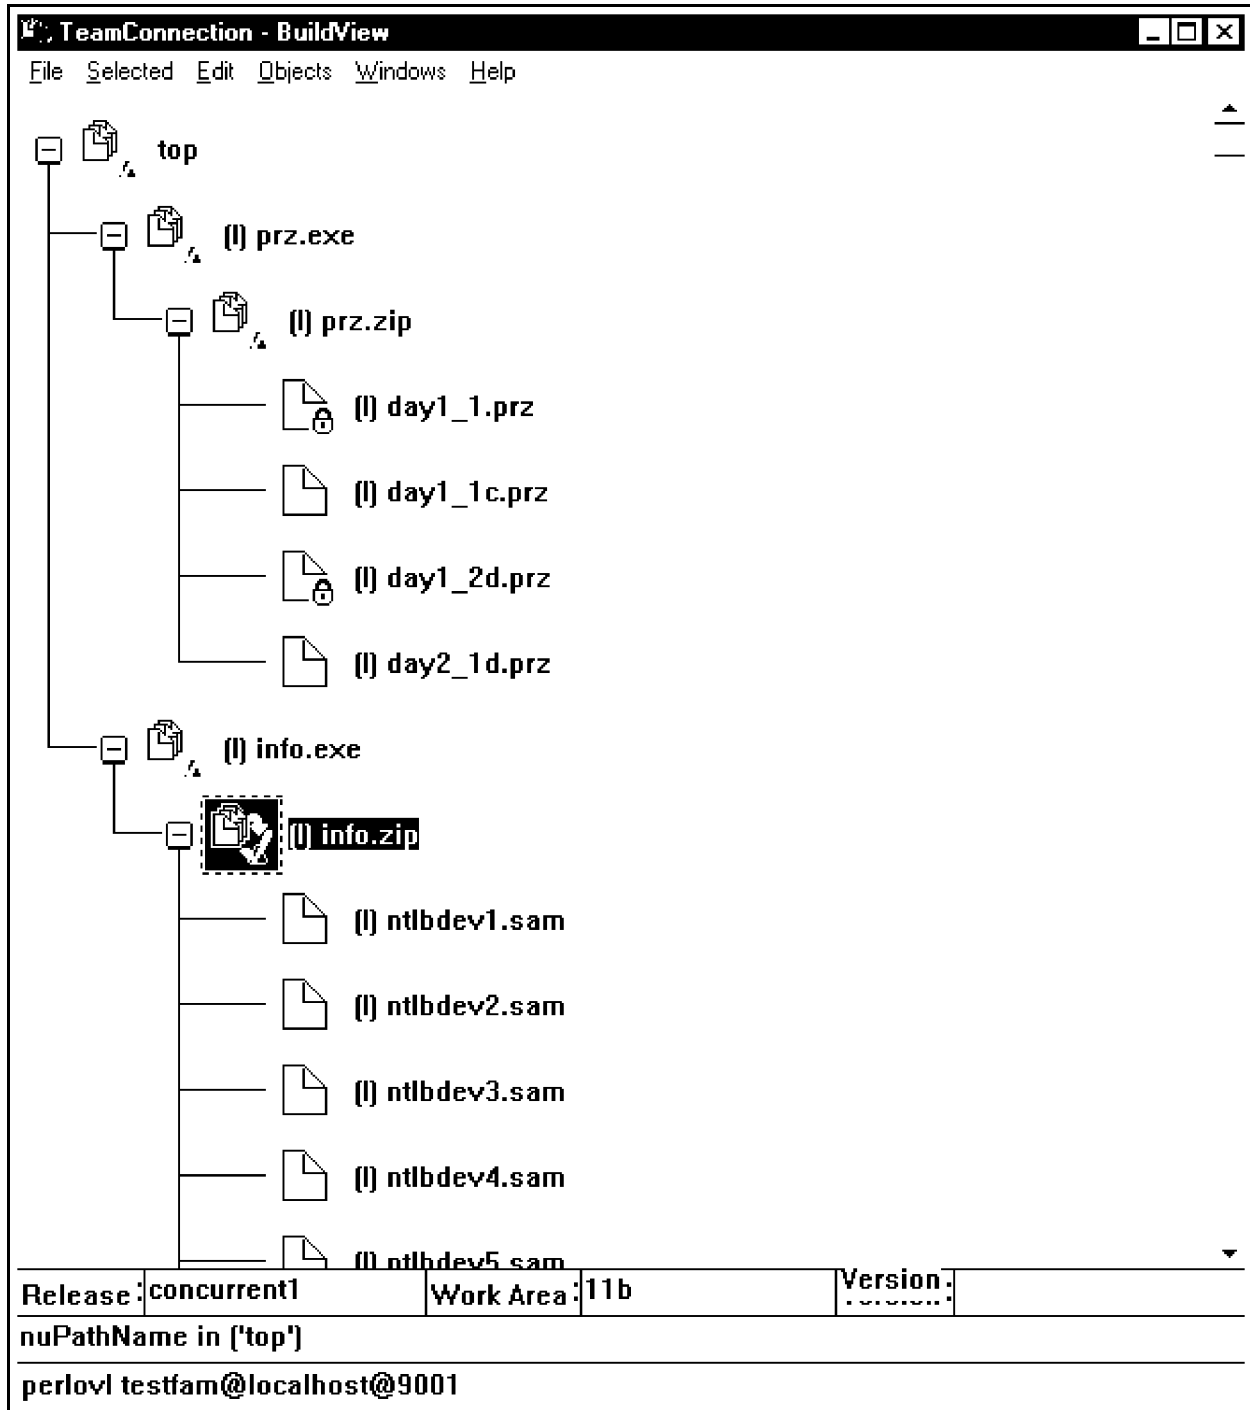 TeamConnection - BuildView
File Selected Edit Objects Windows Help
top
(I) prz.exe
(I) prz.zip
(I) day1_1.prz
(I) day1_1c.prz
(I) day1_2d.prz
(I) day2_1d.prz
(I) info.exe
(I) info.zip
(I) ntlbdev1.sam
(I) ntlbdev2.sam
(I) ntlbdev3.sam
(I) ntlbdev4.sam
(I) ntlbdev5.sam
Release: concurrent1 Work Area: 11b Version:
nuPathName in ('top')
perlovl testfam@localhost@9001